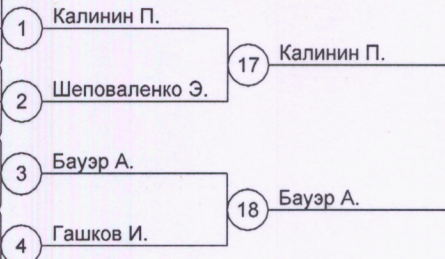 1 Калинин П.
17 Калинин П.
2 Шеповаленко Э.
3 Бауэр А.
18 Бауэр А.
4 Гашков И.